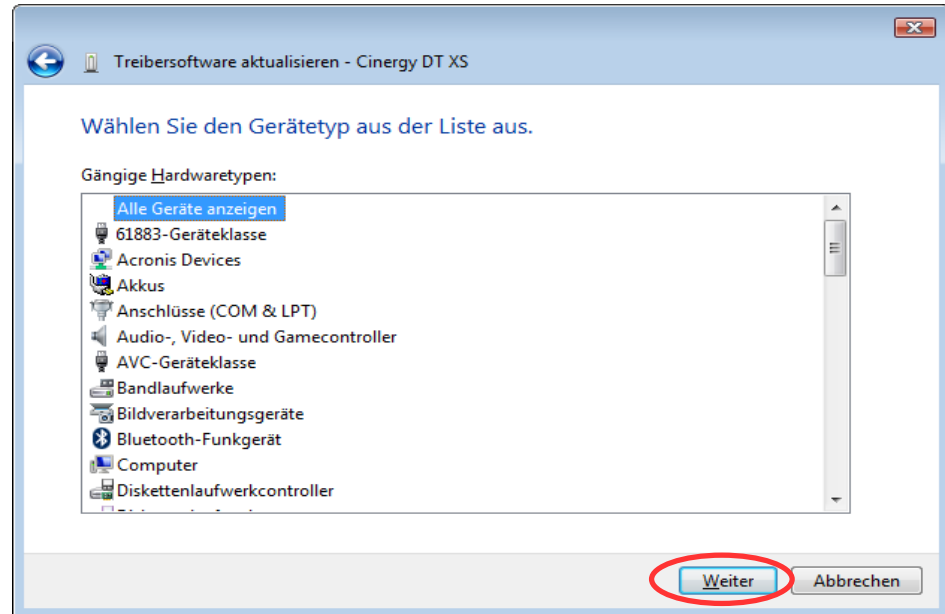 Treibersoftware aktualisieren - Cinergy DT XS
Wählen Sie den Gerätetyp aus der Liste aus.
Gängige Hardwaretypen:
Alle Geräte anzeigen
61883-Geräteklasse
Acronis Devices
Akkus
Anschlüsse (COM & LPT)
Audio-, Video- und Gamecontroller
AVC-Geräteklasse
Bandlaufwerke
Bildverarbeitungsgeräte
Bluetooth-Funkgerät
Computer
Diskettenlaufwerkcontroller
Weiter Abbrechen